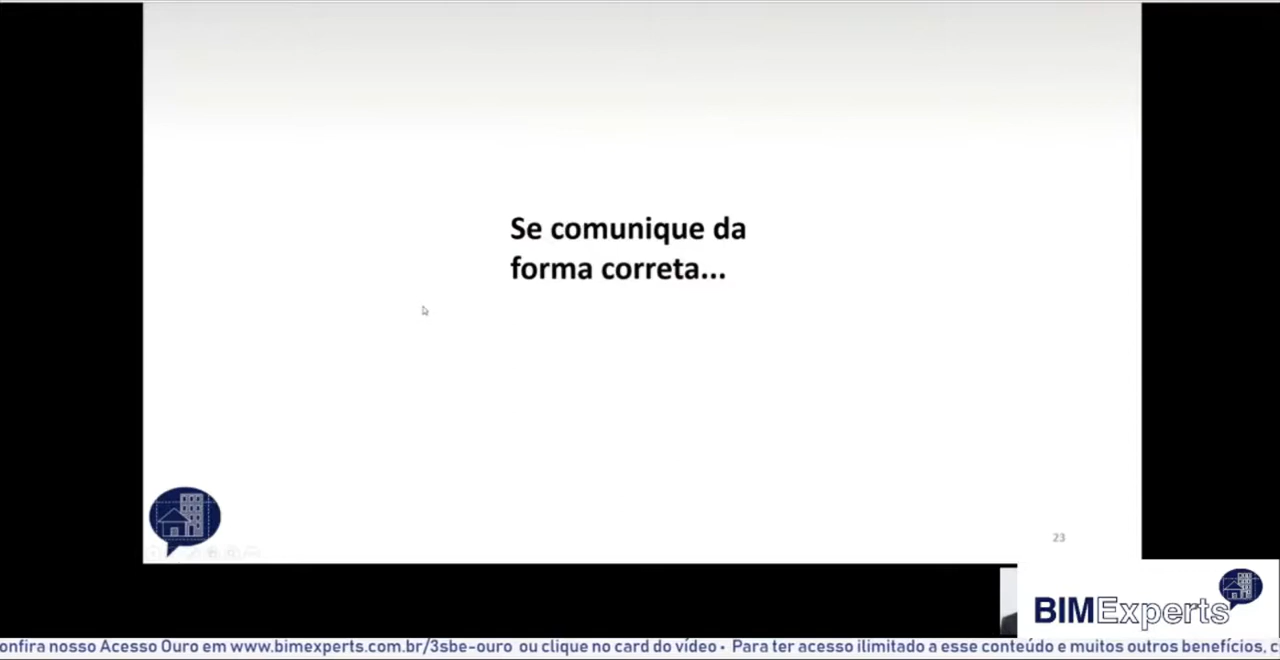 Se comunique da
forma correta...
23
BIMExperts
onfira nosso Acesso Ouro em www.bimexperts.com.br/3sbe-ouro ou clique no card do vídeo • Para ter acesso ilimitado a esse conteúdo e muitos outros benefícios, c